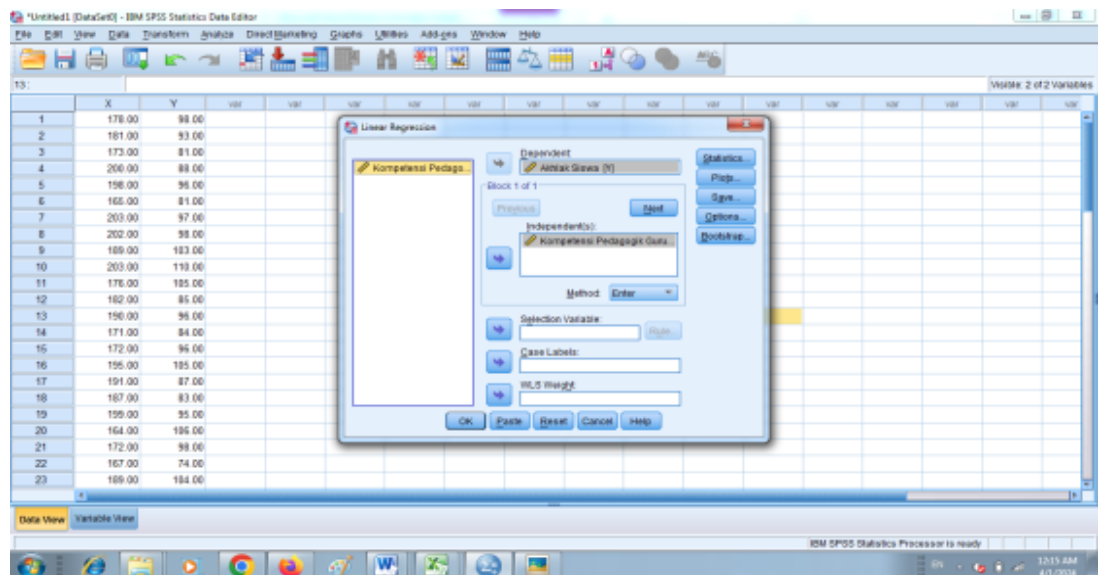 *Untitled1 [DataSet0] - IBM SPSS Statistics Data Editor
File Edit View Data Transform Analyze Direct Marketing Graphs Utilities Add-ons Window Help
13 :
Visible: 2 of 2 Variables
X Y var var var var var var var var var var var var var var var
1 178.00 98.00
2 181.00 93.00
3 173.00 81.00
4 200.00 88.00
5 198.00 96.00
6 165.00 81.00
7 203.00 97.00
8 202.00 98.00
9 189.00 103.00
10 203.00 110.00
11 176.00 105.00
12 182.00 85.00
13 190.00 96.00
14 171.00 84.00
15 172.00 96.00
16 195.00 105.00
17 191.00 87.00
18 187.00 83.00
19 199.00 95.00
20 164.00 106.00
21 172.00 98.00
22 167.00 74.00
23 189.00 104.00
Linear Regression
Kompetensi Pedago...
Dependent:
Akhlak Siswa [Y]
Block 1 of 1
Previous Next
Independent(s):
Kompetensi Pedagogik Guru...
Method: Enter
Selection Variable:
Rule...
Case Labels:
WLS Weight:
Statistics...
Plots...
Save...
Options...
Bootstrap...
OK Paste Reset Cancel Help
Data View Variable View
IBM SPSS Statistics Processor is ready
EN
12:15 AM
4/1/2024